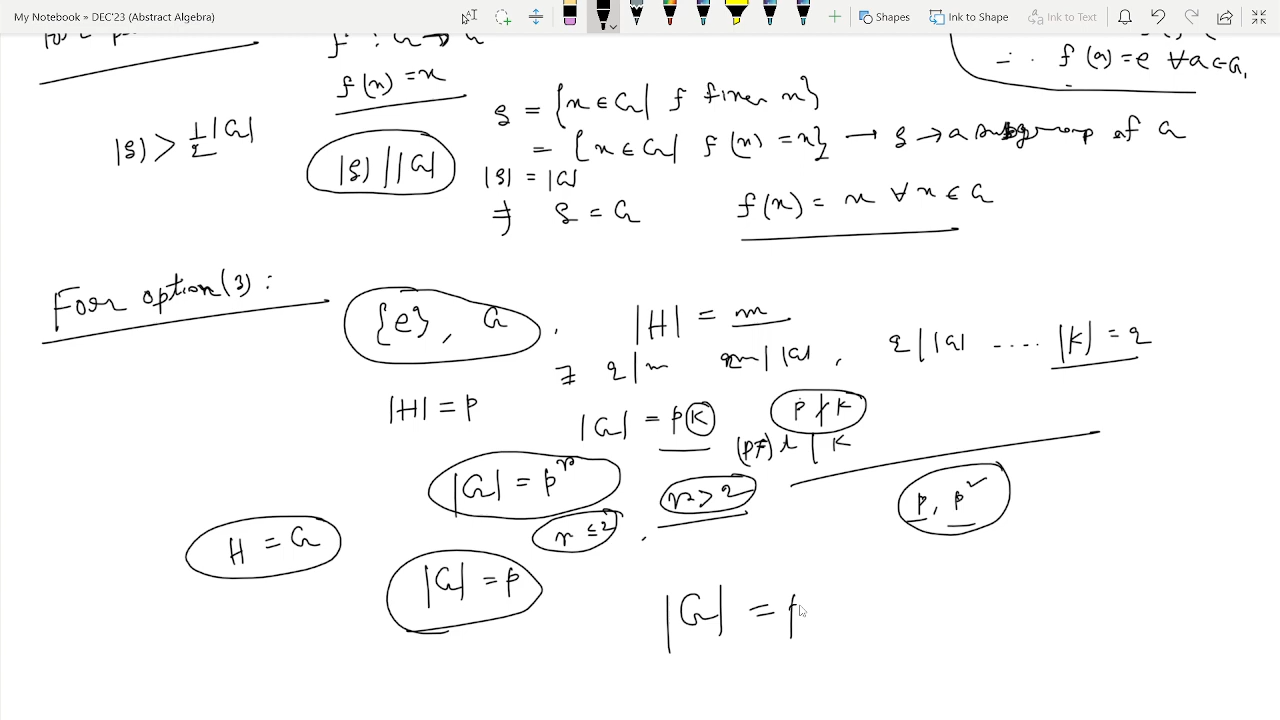 My Notebook » DEC'23 (Abstract Algebra)
Shapes Ink to Shape Ink to Text
f : G → G
∴ f(a) = e ∀ a ∈ G,
f(x) = x
S = {x ∈ G | f fixes x}
|S| > 1/2 |G|
= {x ∈ G | f(x) = x} → S → a subgroup of G
|S| | |G|
|S| = |G|
⇒ S = G
f(x) = x ∀ x ∈ G
For option (3) :
{e}, G .
|H| = m
∃ q | m qm | |G| , q | |G| .... |K| = q
|H| = p
|G| = pk p ∤ k
(p≠) r | k
|G| = p^r
r > 2
p, p²
r ≤ 2 .
H = G
|G| = p
|G| = p